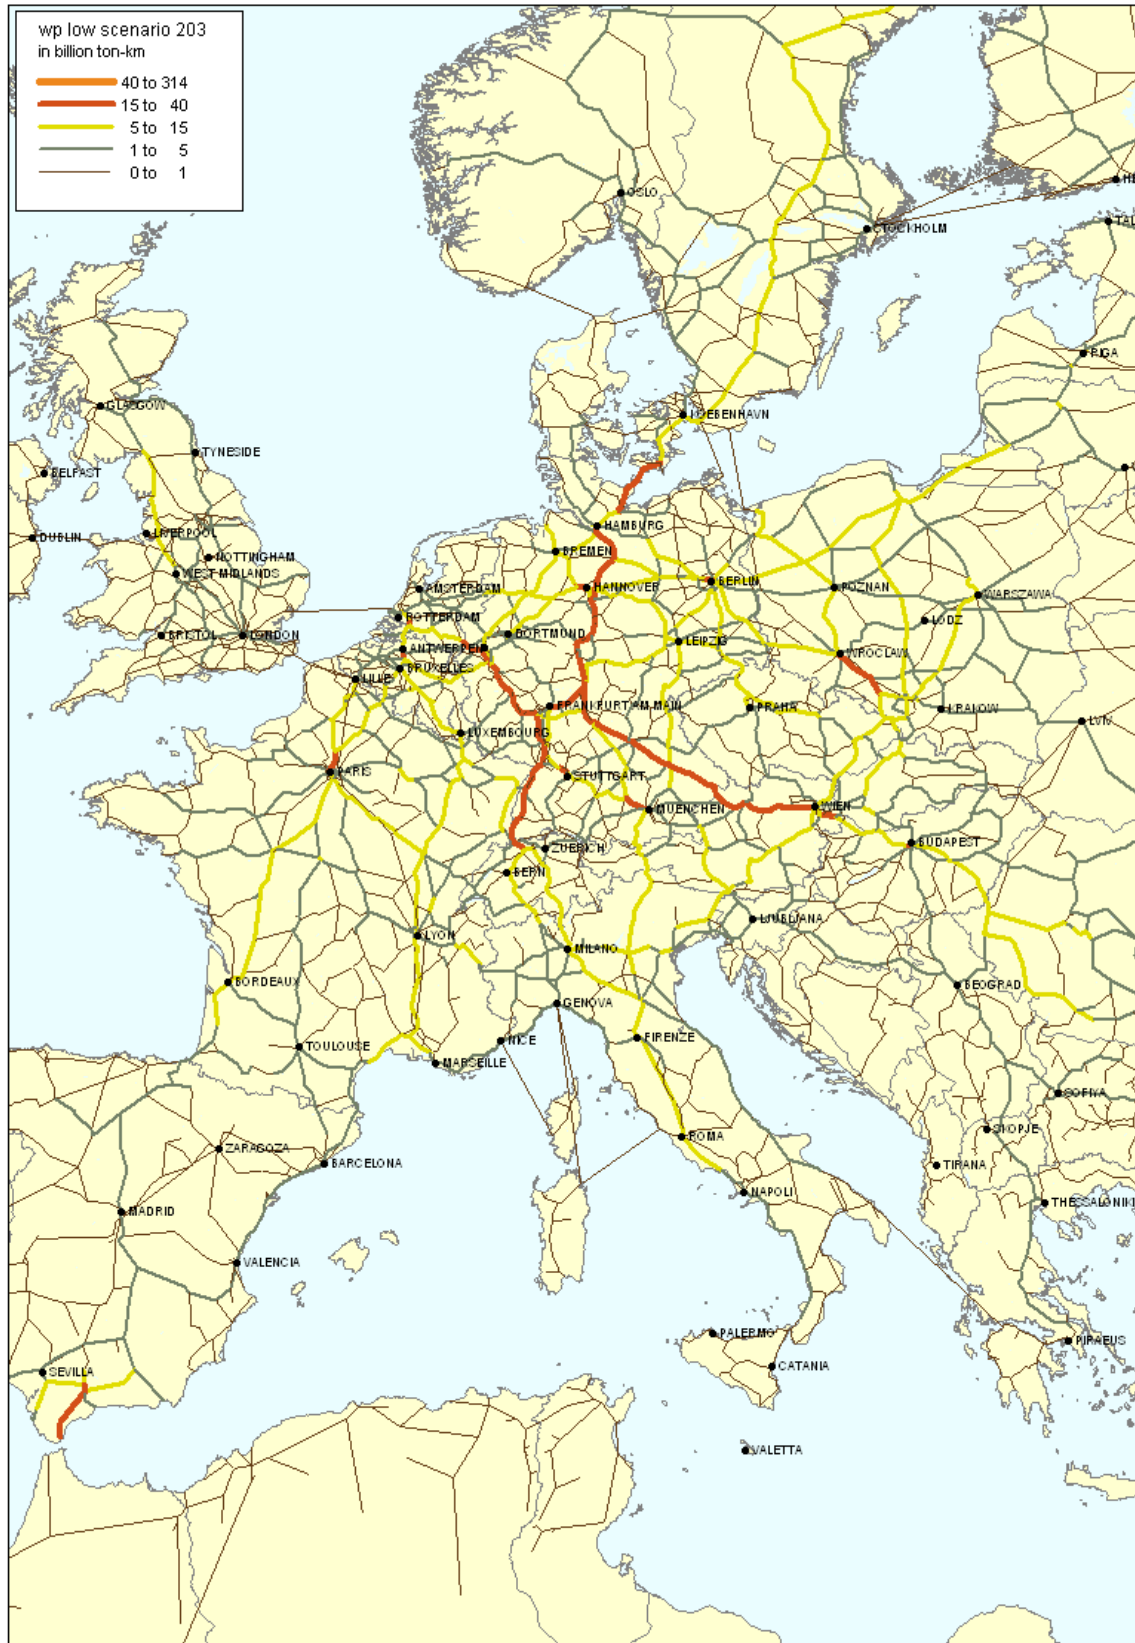 wp low scenario 203
in billion ton-km
40 to 314
15 to 40
5 to 15
1 to 5
0 to 1
OSLO
STOCKHOLM
RIGA
GLASGOW
KOEBENHAVN
TYNESIDE
BELFAST
HAMBURG
DUBLIN
LIVERPOOL
BREMEN
NOTTINGHAM
WEST MIDLANDS
AMSTERDAM
HANNOVER
BERLIN
POZNAN
WARSZAWA
ROTTERDAM
LODZ
BRISTOL
LONDON
DORTMUND
ANTWERPEN
LEIPZIG
WROCLAW
BRUXELLES
LILLE
FRANKFURT AM MAIN
PRAHA
KRAKOW
LVIV
LUXEMBOURG
PARIS
STUTTGART
MUENCHEN
WIEN
ZUERICH
BUDAPEST
BERN
LJUBLJANA
LYON
MILANO
BORDEAUX
BEOGRAD
GENOVA
TOULOUSE
NICE
FIRENZE
MARSEILLE
SOFIYA
SKOPJE
ROMA
ZARAGOZA
BARCELONA
TIRANA
NAPOLI
MADRID
THESSALONIKI
VALENCIA
PALERMO
PIRAEUS
CATANIA
SEVILLA
VALETTA